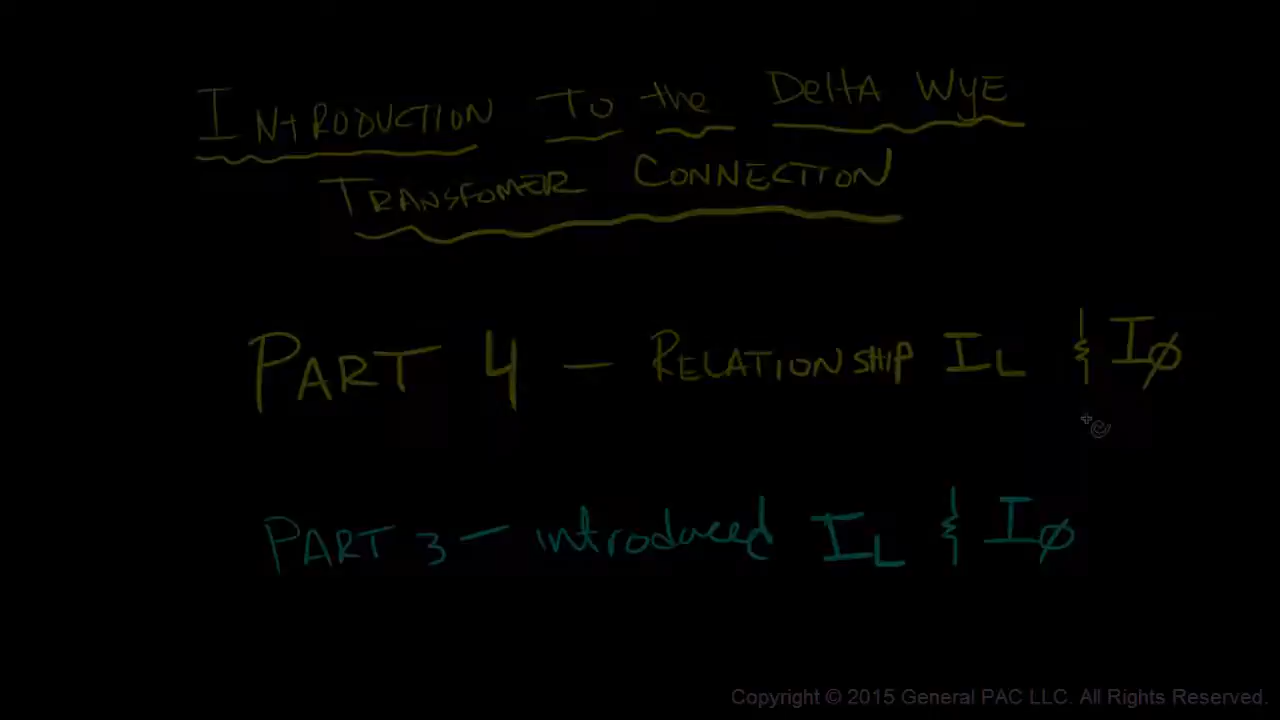 INTRODUCTION TO the DELTA WYE
TRANSFOMER CONNECTION
PART 4 – RELATIONSHIP IL & IØ
PART 3 – introduced IL & IØ
Copyright © 2015 General PAC LLC. All Rights Reserved.